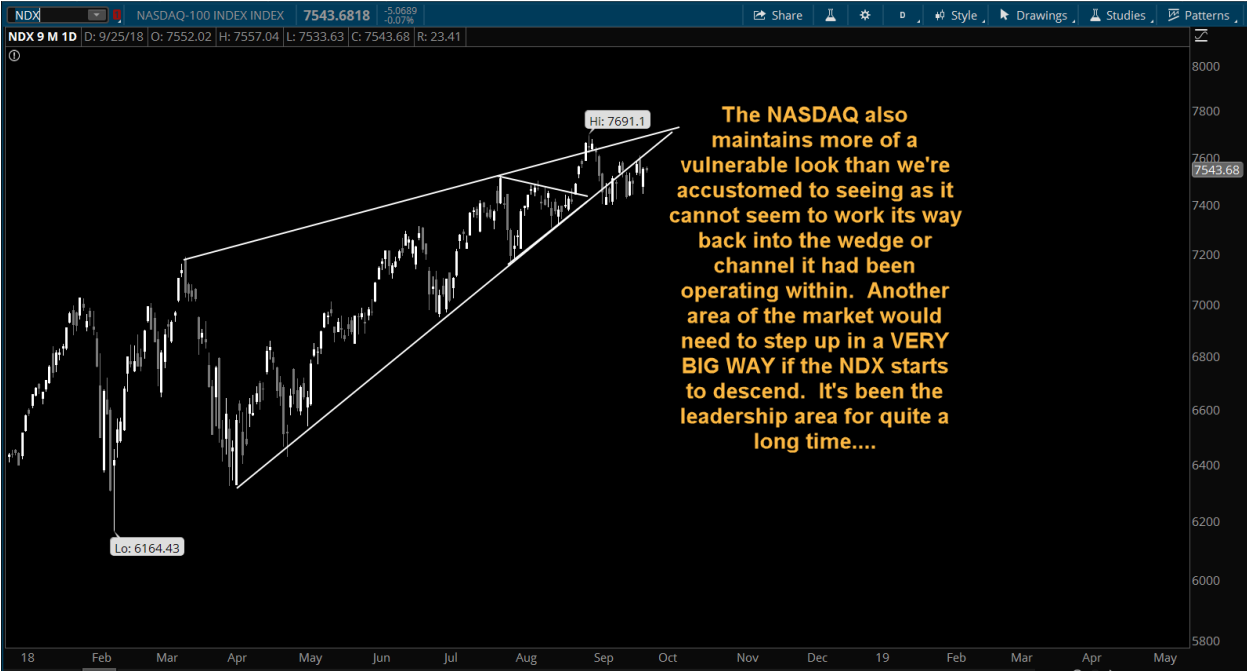 NDX NASDAQ-100 INDEX INDEX 7543.6818 -5.0689 -0.07% Share D Style Drawings Studies Patterns
NDX 9 M 1D D: 9/25/18 O: 7552.02 H: 7557.04 L: 7533.63 C: 7543.68 R: 23.41
8000
7800
7600
7543.68
7400
7200
7000
6800
6600
6400
6200
6000
5800
Hi: 7691.1
Lo: 6164.43
The NASDAQ also
maintains more of a
vulnerable look than we're
accustomed to seeing as it
cannot seem to work its way
back into the wedge or
channel it had been
operating within. Another
area of the market would
need to step up in a VERY
BIG WAY if the NDX starts
to descend. It's been the
leadership area for quite a
long time....
18 Feb Mar Apr May Jun Jul Aug Sep Oct Nov Dec 19 Feb Mar Apr May